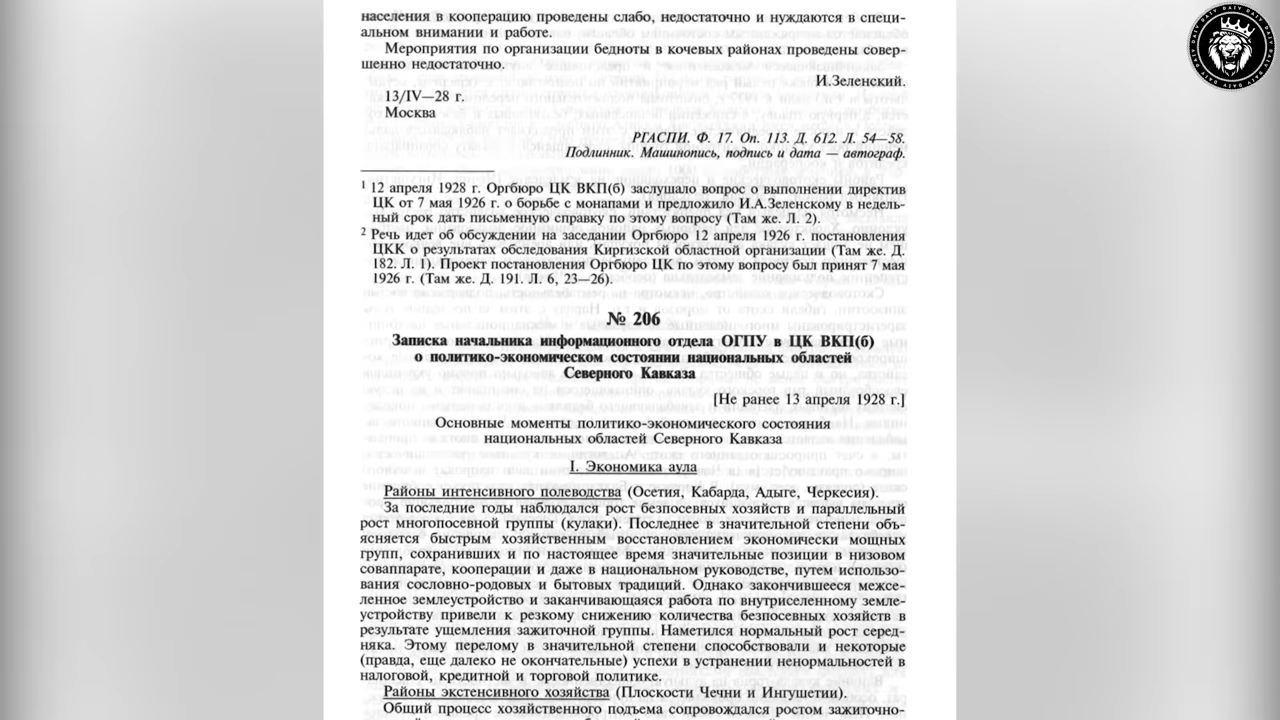 населения в кооперацию проведены слабо, недостаточно и нуждаются в специ-
альном внимании и работе.
Мероприятия по организации бедноты в кочевых районах проведены совер-
шенно недостаточно.
И.Зеленский.
13/IV—28 г.
Москва
РГАСПИ. Ф. 17. Оп. 113. Д. 612. Л. 54—58.
Подлинник. Машинопись, подпись и дата — автограф.
1 12 апреля 1928 г. Оргбюро ЦК ВКП(б) заслушало вопрос о выполнении директив
ЦК от 7 мая 1926 г. о борьбе с монапами и предложило И.А.Зеленскому в недель-
ный срок дать письменную справку по этому вопросу (Там же. Л. 2).
2 Речь идет об обсуждении на заседании Оргбюро 12 апреля 1926 г. постановления
ЦКК о результатах обследования Киргизской областной организации (Там же. Д.
182. Л. 1). Проект постановления Оргбюро ЦК по этому вопросу был принят 7 мая
1926 г. (Там же. Д. 191. Л. 6, 23—26).
№ 206
Записка начальника информационного отдела ОГПУ в ЦК ВКП(б)
о политико-экономическом состоянии национальных областей
Северного Кавказа
[Не ранее 13 апреля 1928 г.]
Основные моменты политико-экономического состояния
национальных областей Северного Кавказа
I. Экономика аула
Районы интенсивного полеводства (Осетия, Кабарда, Адыге, Черкесия).
За последние годы наблюдался рост безпосевных хозяйств и параллельный
рост многопосевной группы (кулаки). Последнее в значительной степени объ-
ясняется быстрым хозяйственным восстановлением экономически мощных
групп, сохранивших и по настоящее время значительные позиции в низовом
соваппарате, кооперации и даже в национальном руководстве, путем использо-
вания сословно-родовых и бытовых традиций. Однако закончившееся межсе-
ленное землеустройство и заканчивающаяся работа по внутриселенному земле-
устройству привели к резкому снижению количества безпосевных хозяйств в
результате ущемления зажиточной группы. Наметился нормальный рост серед-
няка. Этому перелому в значительной степени способствовали и некоторые
(правда, еще далеко не окончательные) успехи в устранении ненормальностей в
налоговой, кредитной и торговой политике.
Районы экстенсивного хозяйства (Плоскости Чечни и Ингушетии).
Общий процесс хозяйственного подъема сопровождался ростом зажиточно-
DAIY DAIY DAIY DAIY DAIY DAIY